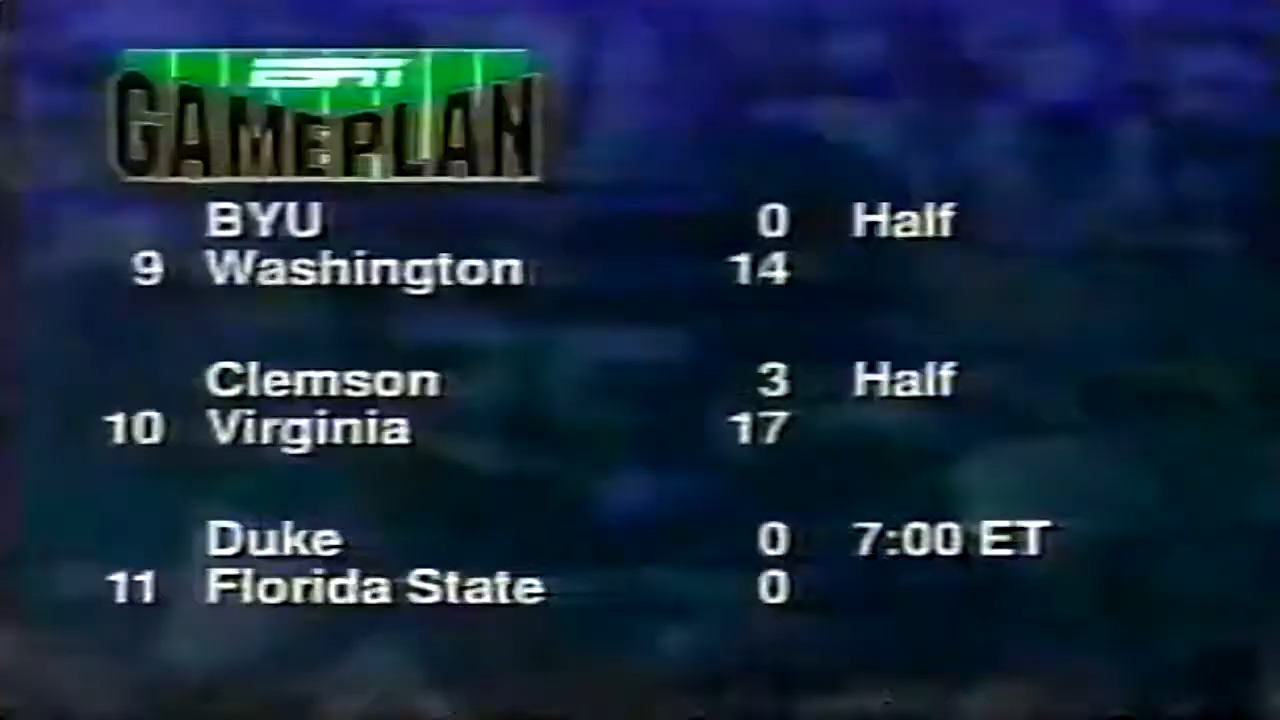 ESPN
GAMEPLAN
BYU 0 Half
9 Washington 14
Clemson 3 Half
10 Virginia 17
Duke 0 7:00 ET
11 Florida State 0